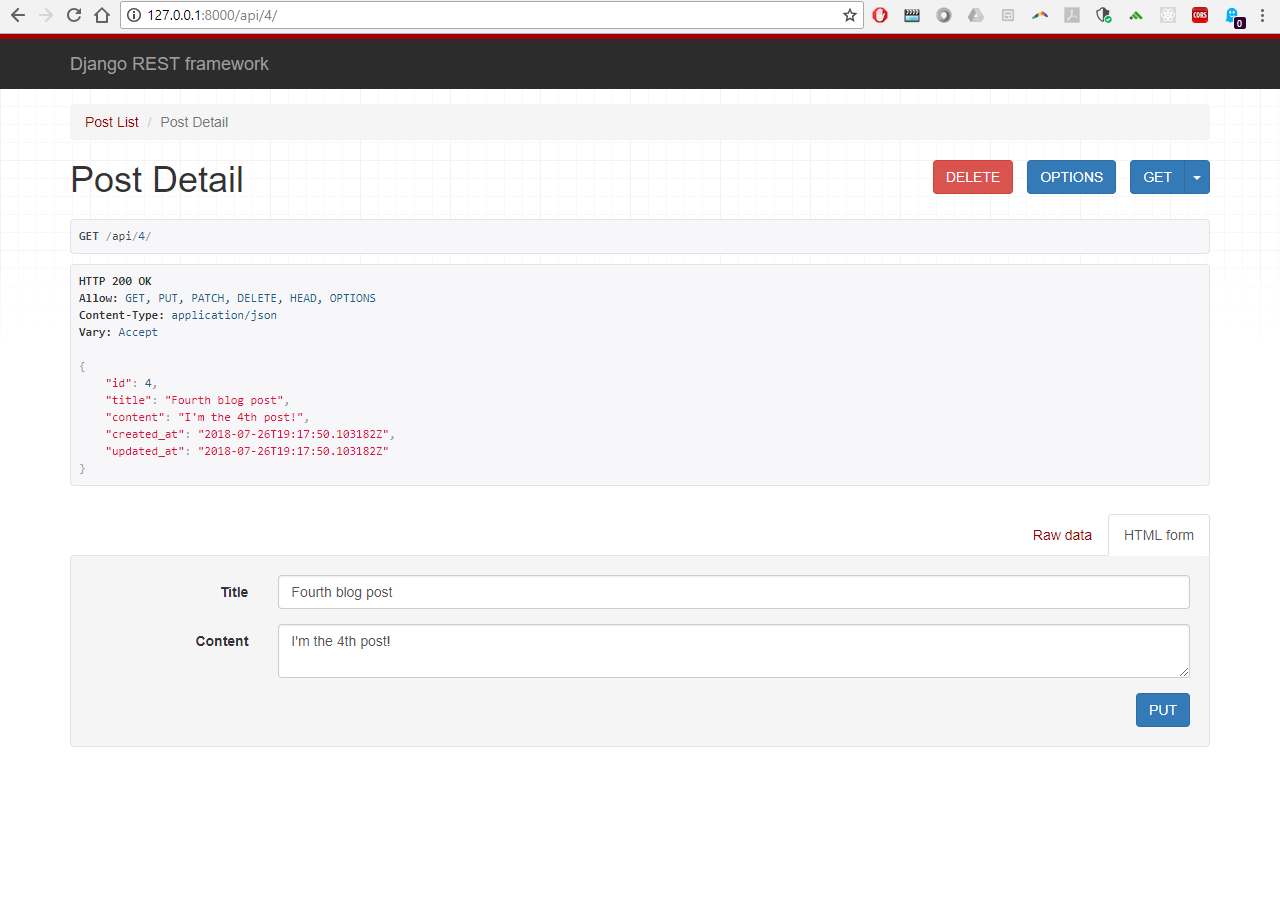 127.0.0.1:8000/api/4/
CORS
0
Django REST framework
Post List / Post Detail
Post Detail
DELETE OPTIONS GET
GET /api/4/
HTTP 200 OK
Allow: GET, PUT, PATCH, DELETE, HEAD, OPTIONS
Content-Type: application/json
Vary: Accept
{
    "id": 4,
    "title": "Fourth blog post",
    "content": "I'm the 4th post!",
    "created_at": "2018-07-26T19:17:50.103182Z",
    "updated_at": "2018-07-26T19:17:50.103182Z"
}
Raw data HTML form
Title Fourth blog post
Content I'm the 4th post!
PUT